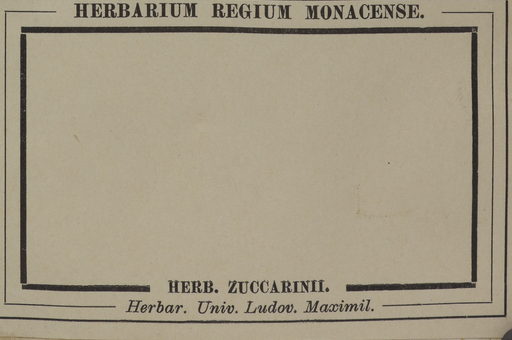 HERBARIUM REGIUM MONACENSE.
HERB. ZUCCARINII.
Herbar. Univ. Ludov. Maximil.